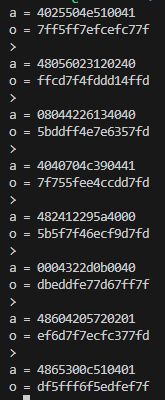 a = 4025504e510041
o = 7ff5ff7efcefc77f
>
a = 48056023120240
o = ffcd7f4fddd14ffd
>
a = 08044226134040
o = 5bddff4e7e6357fd
>
a = 4040704c390441
o = 7f755fee4ccdd7fd
>
a = 482412295a4000
o = 5b5f7f46ecf9d7fd
>
a = 0004322d0b0040
o = dbeddfe77d67ff7f
>
a = 48604205720201
o = ef6d7f7ecfc377fd
>
a = 4865300c510401
o = df5fff6f5edfef7f